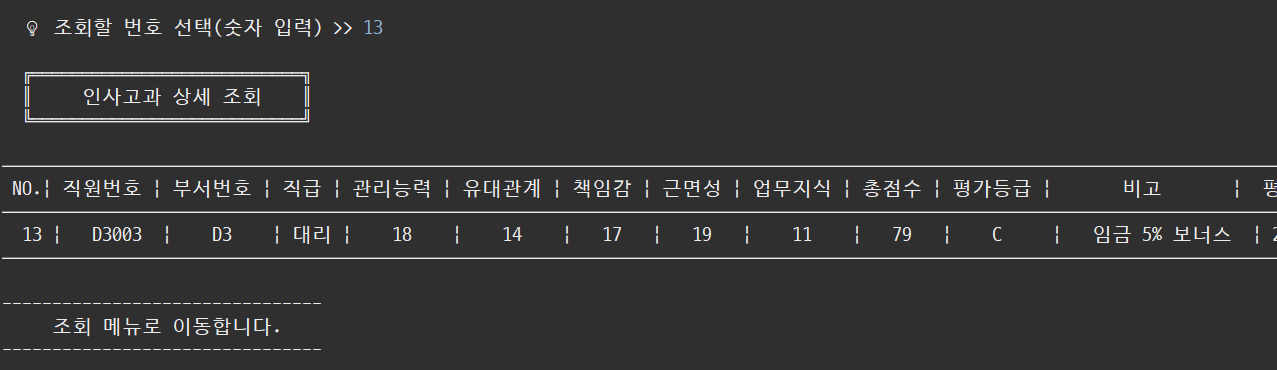 조회할 번호 선택(숫자 입력) >> 13
인사고과 상세 조회
NO.¦ 직원번호 ¦ 부서번호 ¦ 직급 ¦ 관리능력 ¦ 유대관계 ¦ 책임감 ¦ 근면성 ¦ 업무지식 ¦ 총점수 ¦ 평가등급 ¦ 비고 ¦
13 ¦ D3003 ¦ D3 ¦ 대리 ¦ 18 ¦ 14 ¦ 17 ¦ 19 ¦ 11 ¦ 79 ¦ C ¦ 임금 5% 보너스 ¦
--------------------------------
조회 메뉴로 이동합니다.
--------------------------------